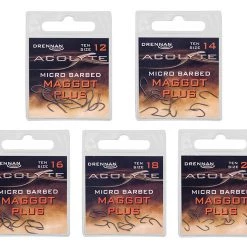 DRENNAN TEN SIZE 12
ACOLYTE
MICRO BARBED
MAGGOT
PLUS
DRENNAN TEN SIZE 14
ACOLYTE
MICRO BARBED
MAGGOT
PLUS
DRENNAN TEN SIZE 16
ACOLYTE
MICRO BARBED
MAGGOT
PLUS
DRENNAN TEN SIZE 18
ACOLYTE
MICRO BARBED
MAGGOT
PLUS
DRENNAN TEN SIZE 2
ACOLYTE
MICRO BARBED
MAGGOT
PLUS